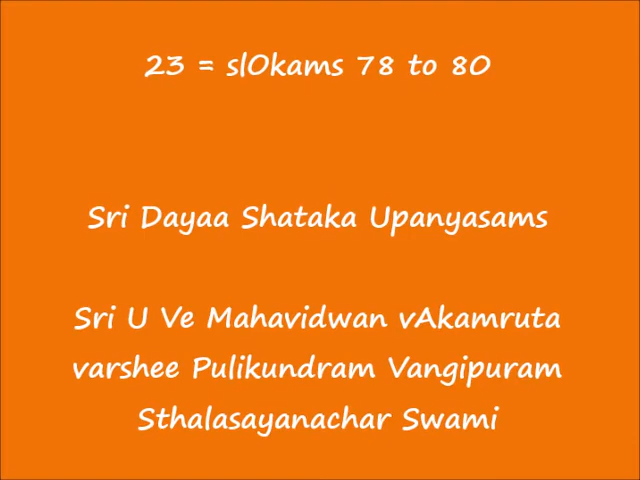 23 = slOkams 78 to 80
Sri Dayaa Shataka Upanyasams
Sri U Ve Mahavidwan vAkamruta
varshee Pulikundram Vangipuram
Sthalasayanachar Swami